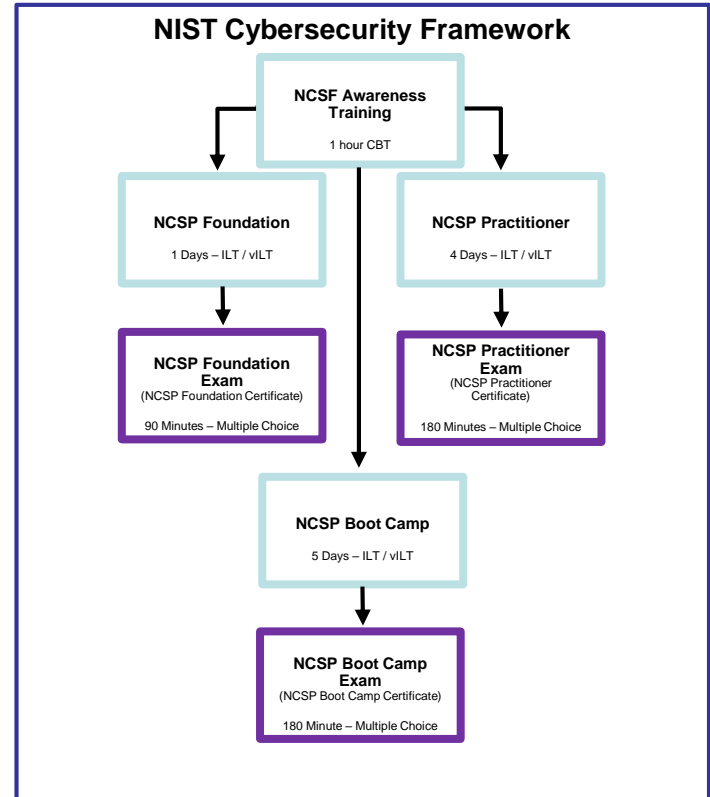 NIST Cybersecurity Framework
NCSF Awareness
Training
1 hour CBT
NCSP Foundation
1 Days – ILT / vILT
NCSP Practitioner
4 Days – ILT / vILT
NCSP Foundation
Exam
(NCSP Foundation Certificate)
90 Minutes – Multiple Choice
NCSP Practitioner
Exam
(NCSP Practitioner
Certificate)
180 Minutes – Multiple Choice
NCSP Boot Camp
5 Days – ILT / vILT
NCSP Boot Camp
Exam
(NCSP Boot Camp Certificate)
180 Minute – Multiple Choice